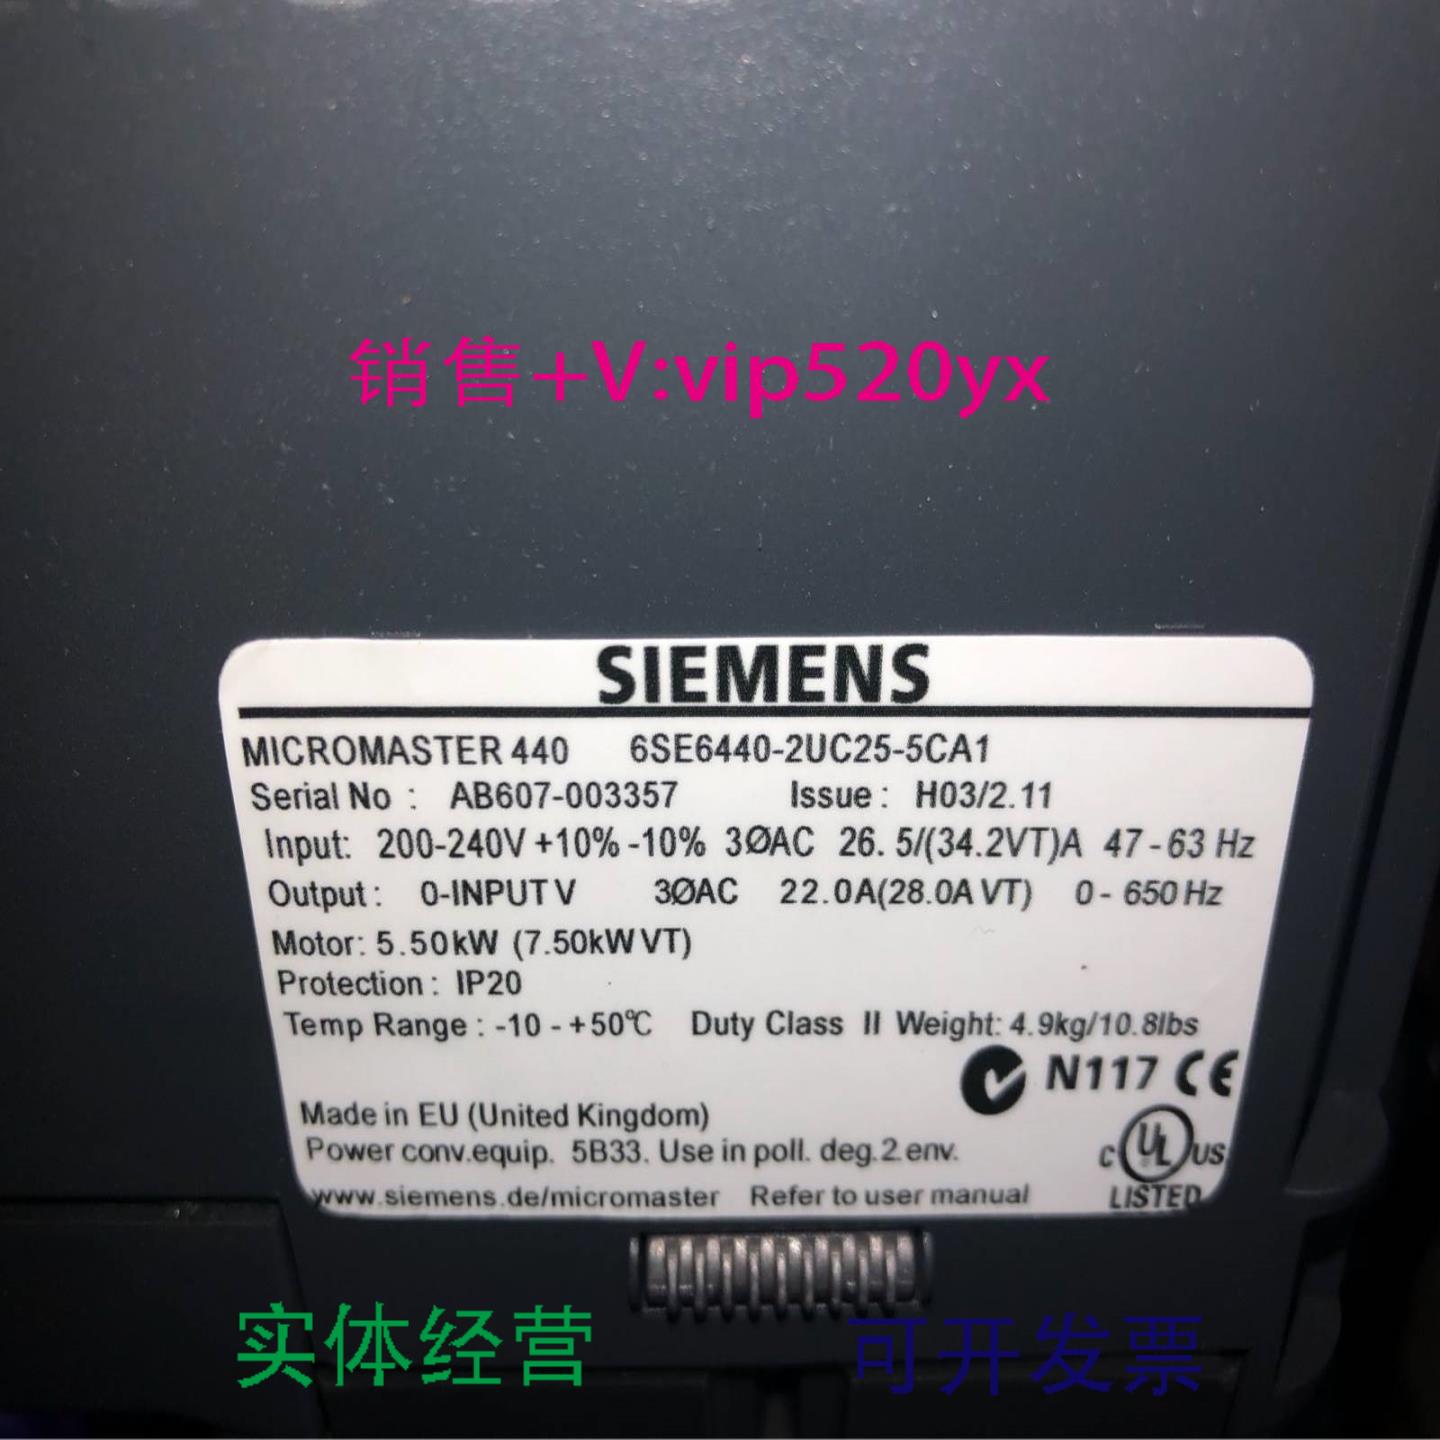 销售+V:vip520yx
SIEMENS
MICROMASTER 440 6SE6440-2UC25-5CA1
Serial No : AB607-003357 Issue : H03/2.11
Input: 200-240V +10% -10% 3ØAC 26.5/(34.2VT)A 47-63 Hz
Output : 0-INPUT V 3ØAC 22.0A(28.0A VT) 0 - 650 Hz
Motor: 5.50kW (7.50kW VT)
Protection : IP20
Temp Range : -10 - +50℃ Duty Class II Weight: 4.9kg/10.8lbs
N117 CE
Made in EU (United Kingdom)
Power conv.equip. 5B33. Use in poll. deg.2 env.
c UL US
www.siemens.de/micromaster Refer to user manual LISTED
实体经营 可开发票